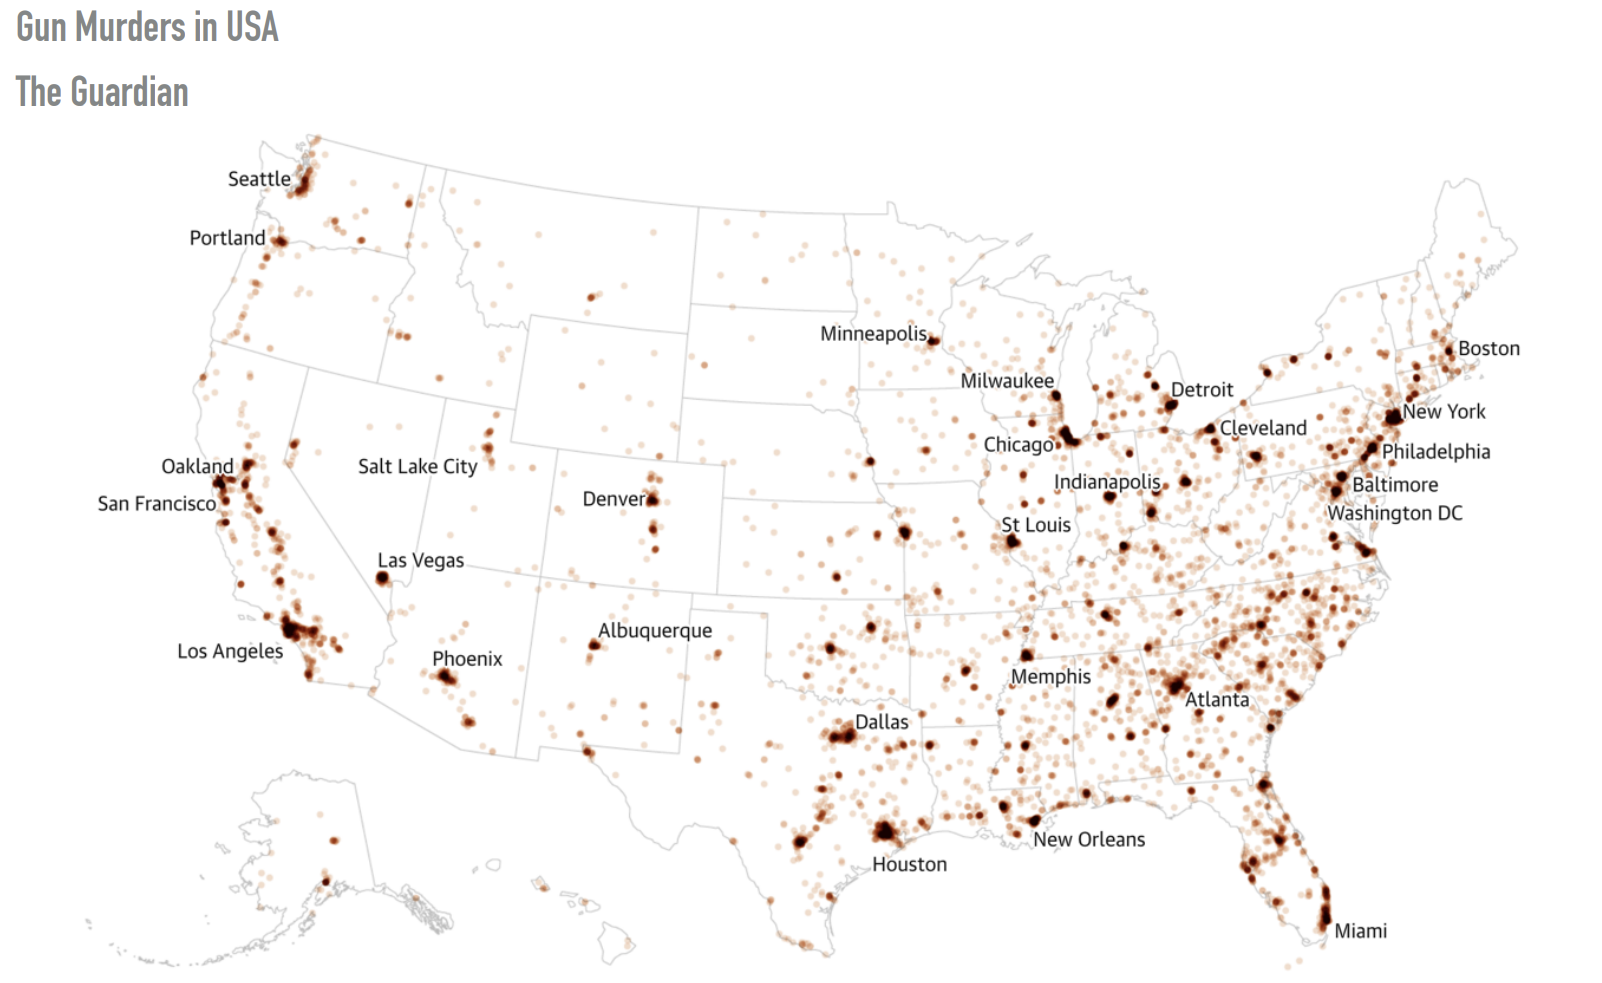 Gun Murders in USA
The Guardian
Seattle
Portland
Minneapolis
Boston
Milwaukee
Detroit
New York
Cleveland
Chicago
Philadelphia
Oakland
Salt Lake City
Indianapolis
Baltimore
Denver
San Francisco
Washington DC
St Louis
Las Vegas
Albuquerque
Los Angeles
Phoenix
Memphis
Atlanta
Dallas
New Orleans
Houston
Miami